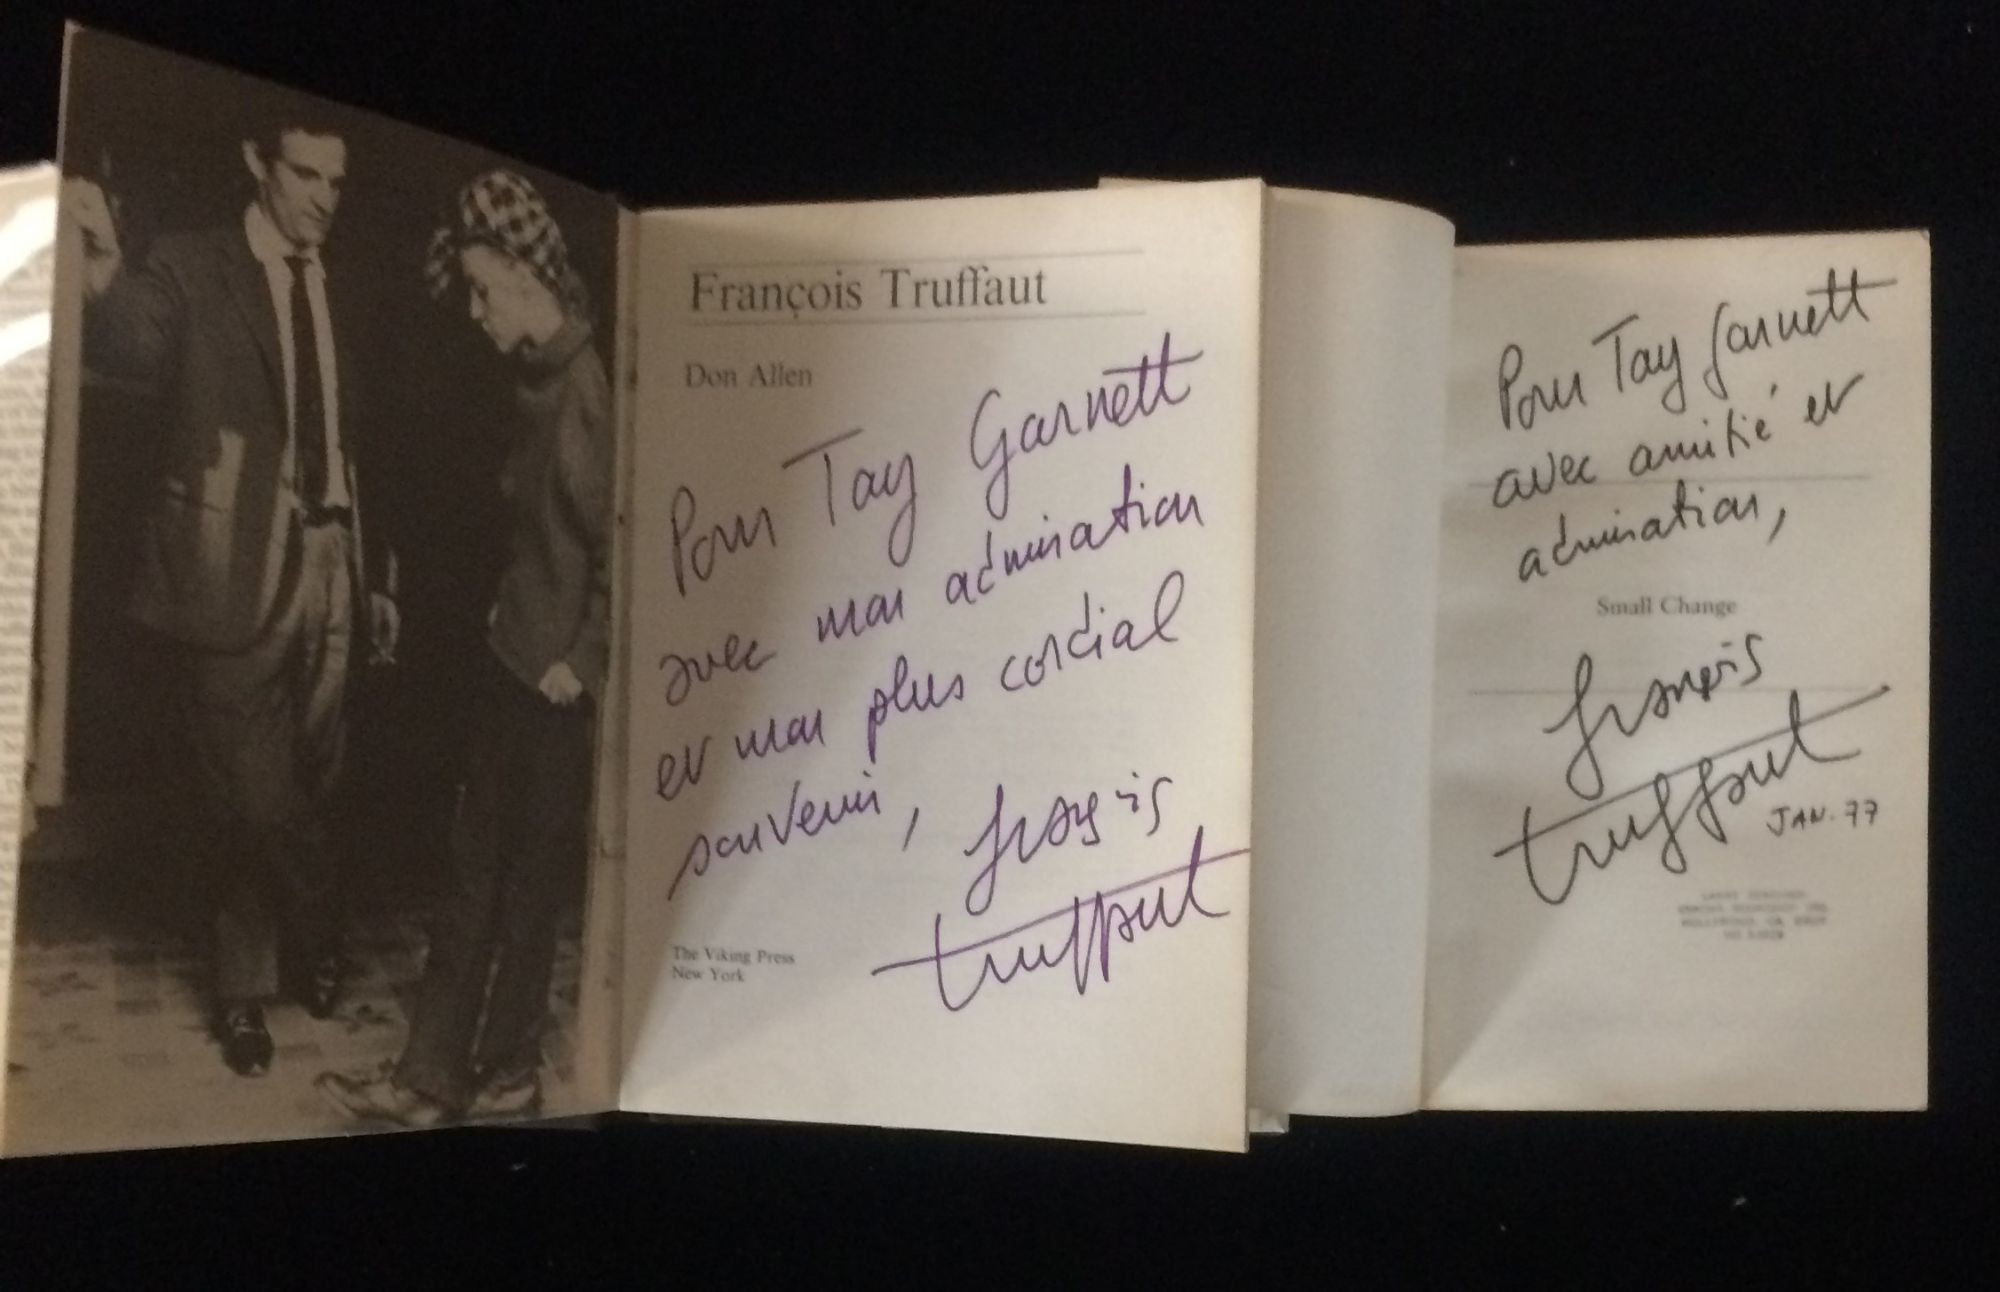 François Truffaut
Don Allen
Pour Tay Garnett
avec mon admiration
et mon plus cordial
souvenir,
françois
truffaut
The Viking Press
New York
Pour Tay Garnett
avec amitié et
admiration,
Small Change
françois
truffaut
JAN. 77